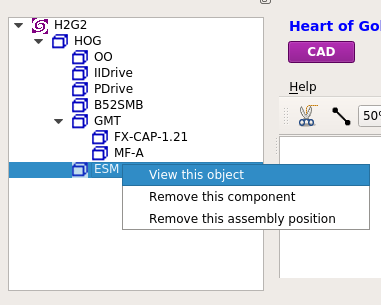 H2G2
HOG
OO
IIDrive
PDrive
B52SMB
GMT
FX-CAP-1.21
MF-A
ESM
View this object
Remove this component
Remove this assembly position
Heart of Go
CAD
Help
50°